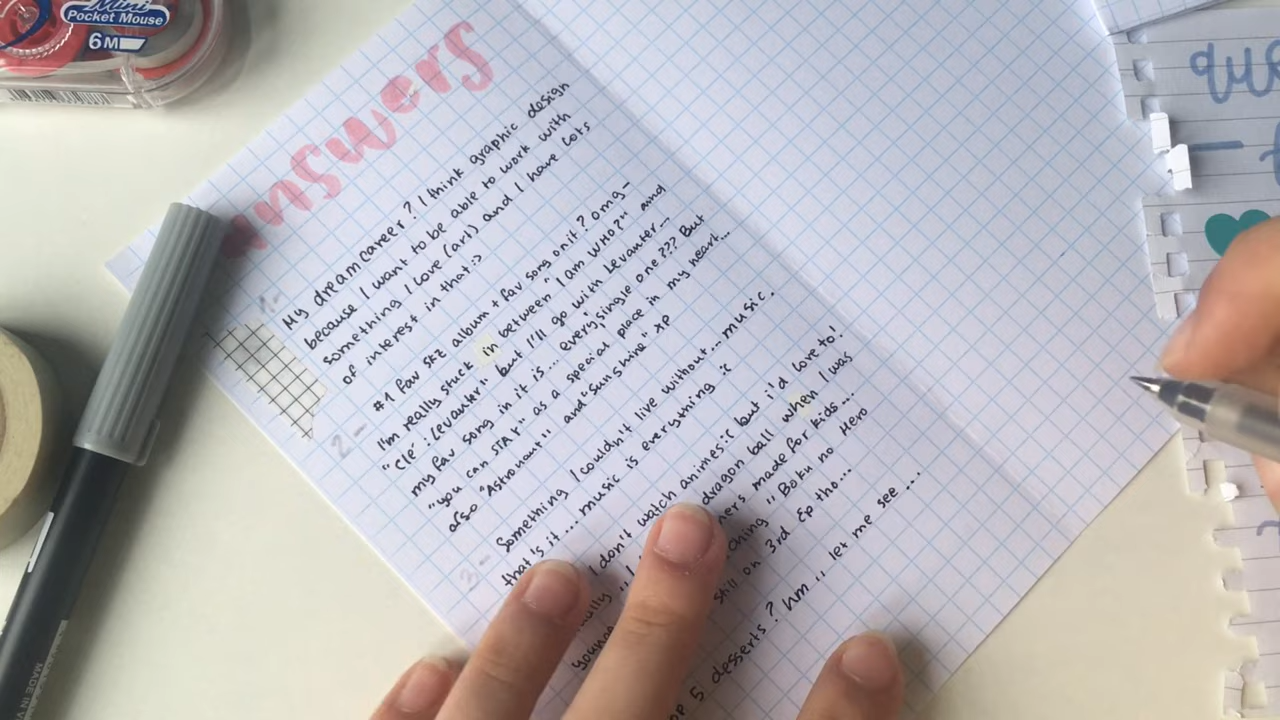 Mini
Pocket Mouse
6M
answers
1-
My dream career? I think graphic design
because I want to be able to work with
something I love (art) and I have lots
of interest in that:)
2-
#1 fav skz album + fav song on it? omg-
I'm really stuck in between "I am WHO?" and
"clé: Levanter" but I'll go with Levanter..
my fav song in it is... every single one??? But
"you can STAY" as a special place in my heart...
also "Astronaut" and "Sunshine" xp
3-
Something I couldn't live without... music.
that's it... music is everything :c
I don't watch animes:c but i'd love to!
dragon ball when I was
young made for kids...
"Boku no Hero
still on 3rd ep tho...
5 desserts? Um.. let me see ...
MADE IN